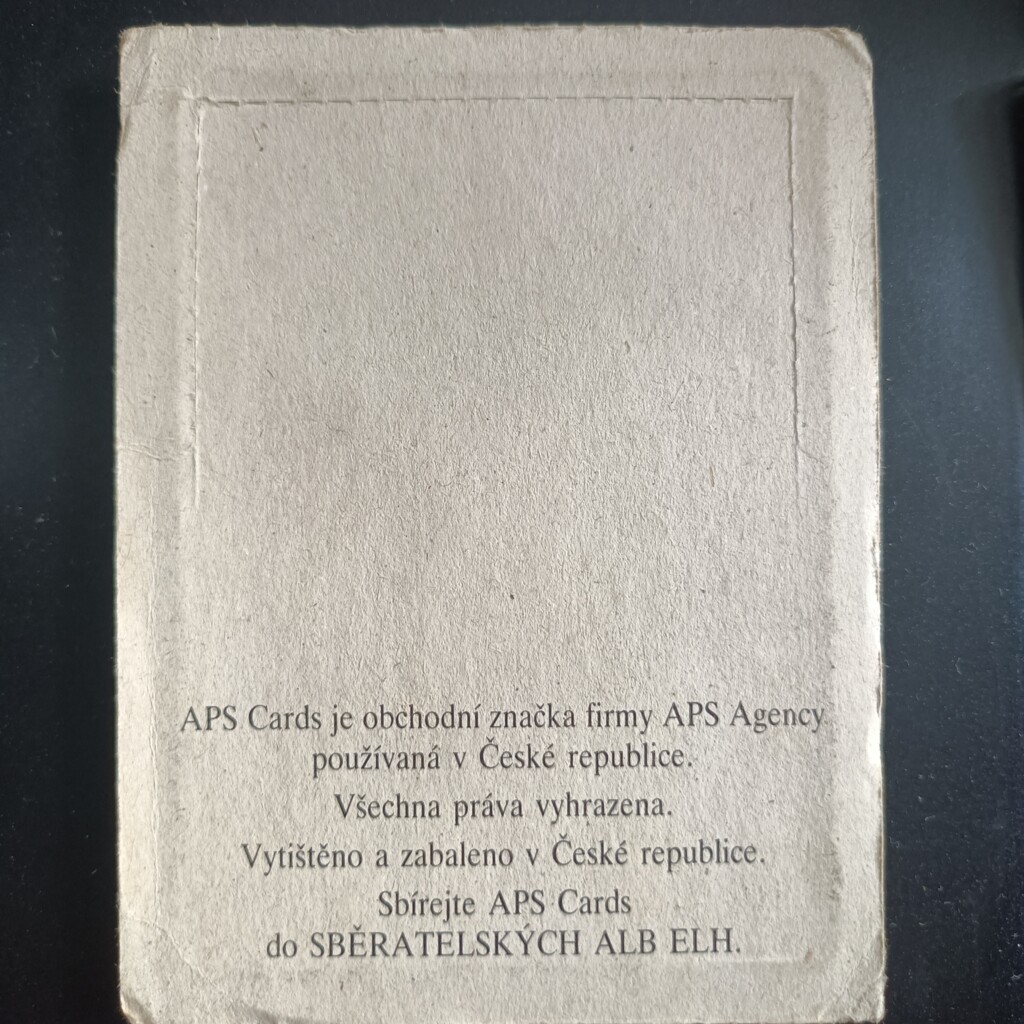 APS Cards je obchodní značka firmy APS Agency
používaná v České republice.
Všechna práva vyhrazena.
Vytištěno a zabaleno v České republice.
Sbírejte APS Cards
do SBĚRATELSKÝCH ALB ELH.